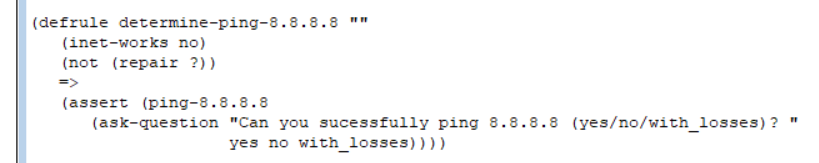 (defrule determine-ping-8.8.8.8 ""
(inet-works no)
(not (repair ?))
=>
(assert (ping-8.8.8.8
(ask-question "Can you sucessfully ping 8.8.8.8 (yes/no/with_losses)? "
yes no with_losses))))